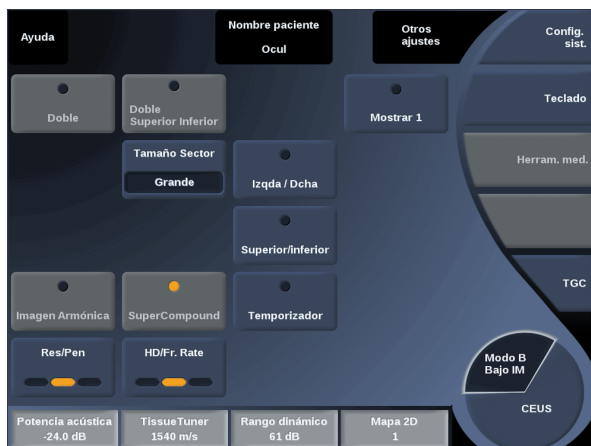 Ayuda
Nombre paciente
Ocul
Otros
ajustes
Config.
sist.
Doble
Doble
Superior Inferior
Mostrar 1
Teclado
Tamaño Sector
Grande
Izqda / Dcha
Herram. med.
Superior/inferior
Imagen Armónica
SuperCompound
Temporizador
TGC
Res/Pen
HD/Fr. Rate
Modo B
Bajo IM
CEUS
Potencia acústica
-24.0 dB
TissueTuner
1540 m/s
Rango dinámico
61 dB
Mapa 2D
1